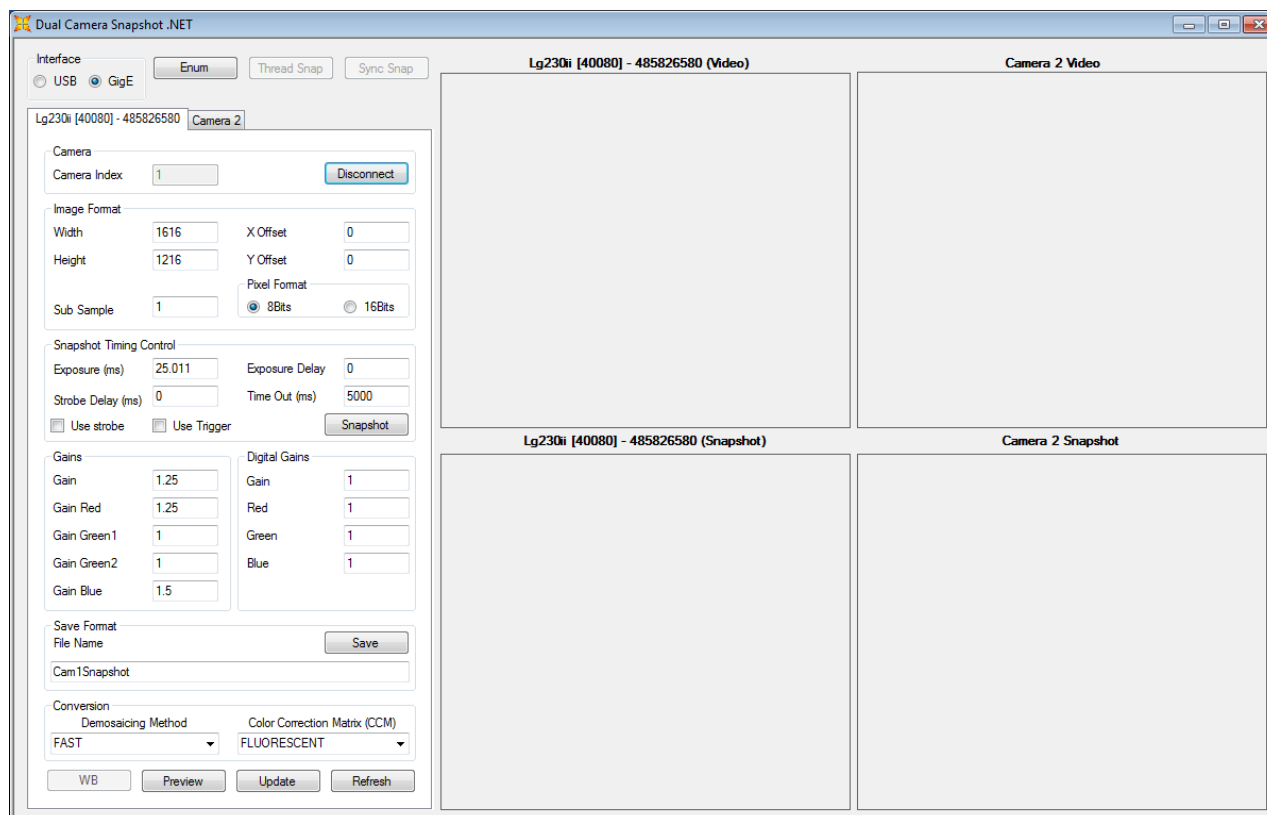 Dual Camera Snapshot .NET
Interface
USB GigE
Enum Thread Snap Sync Snap
Lg230ii [40080] - 485826580 Camera 2
Camera
Camera Index 1 Disconnect
Image Format
Width 1616 X Offset 0
Height 1216 Y Offset 0
Pixel Format
Sub Sample 1 8Bits 16Bits
Snapshot Timing Control
Exposure (ms) 25.011 Exposure Delay 0
Strobe Delay (ms) 0 Time Out (ms) 5000
Use strobe Use Trigger Snapshot
Gains Digital Gains
Gain 1.25 Gain 1
Gain Red 1.25 Red 1
Gain Green1 1 Green 1
Gain Green2 1 Blue 1
Gain Blue 1.5
Save Format
File Name Save
Cam1Snapshot
Conversion
Demosaicing Method Color Correction Matrix (CCM)
FAST FLUORESCENT
WB Preview Update Refresh
Lg230ii [40080] - 485826580 (Video) Camera 2 Video
Lg230ii [40080] - 485826580 (Snapshot) Camera 2 Snapshot